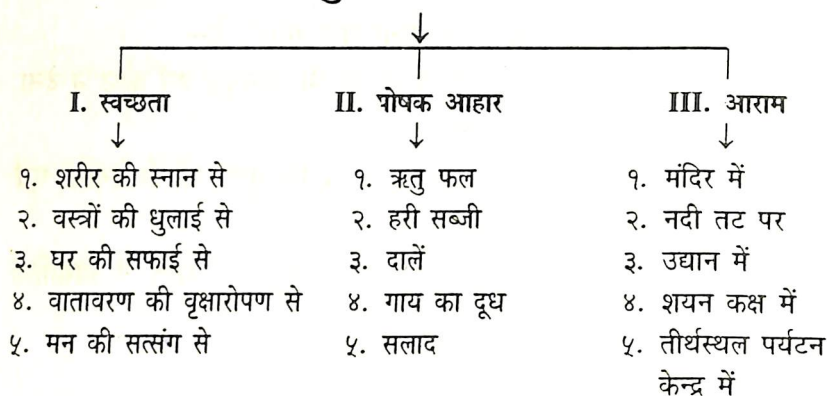 I. स्वच्छता
१. शरीर की स्नान से
२. वस्त्रों की धुलाई से
३. घर की सफाई से
४. वातावरण की वृक्षारोपण से
५. मन की सत्संग से
II. पोषक आहार
१. ऋतु फल
२. हरी सब्जी
३. दालें
४. गाय का दूध
५. सलाद
III. आराम
१. मंदिर में
२. नदी तट पर
३. उद्यान में
४. शयन कक्ष में
५. तीर्थस्थल पर्यटन
केन्द्र में